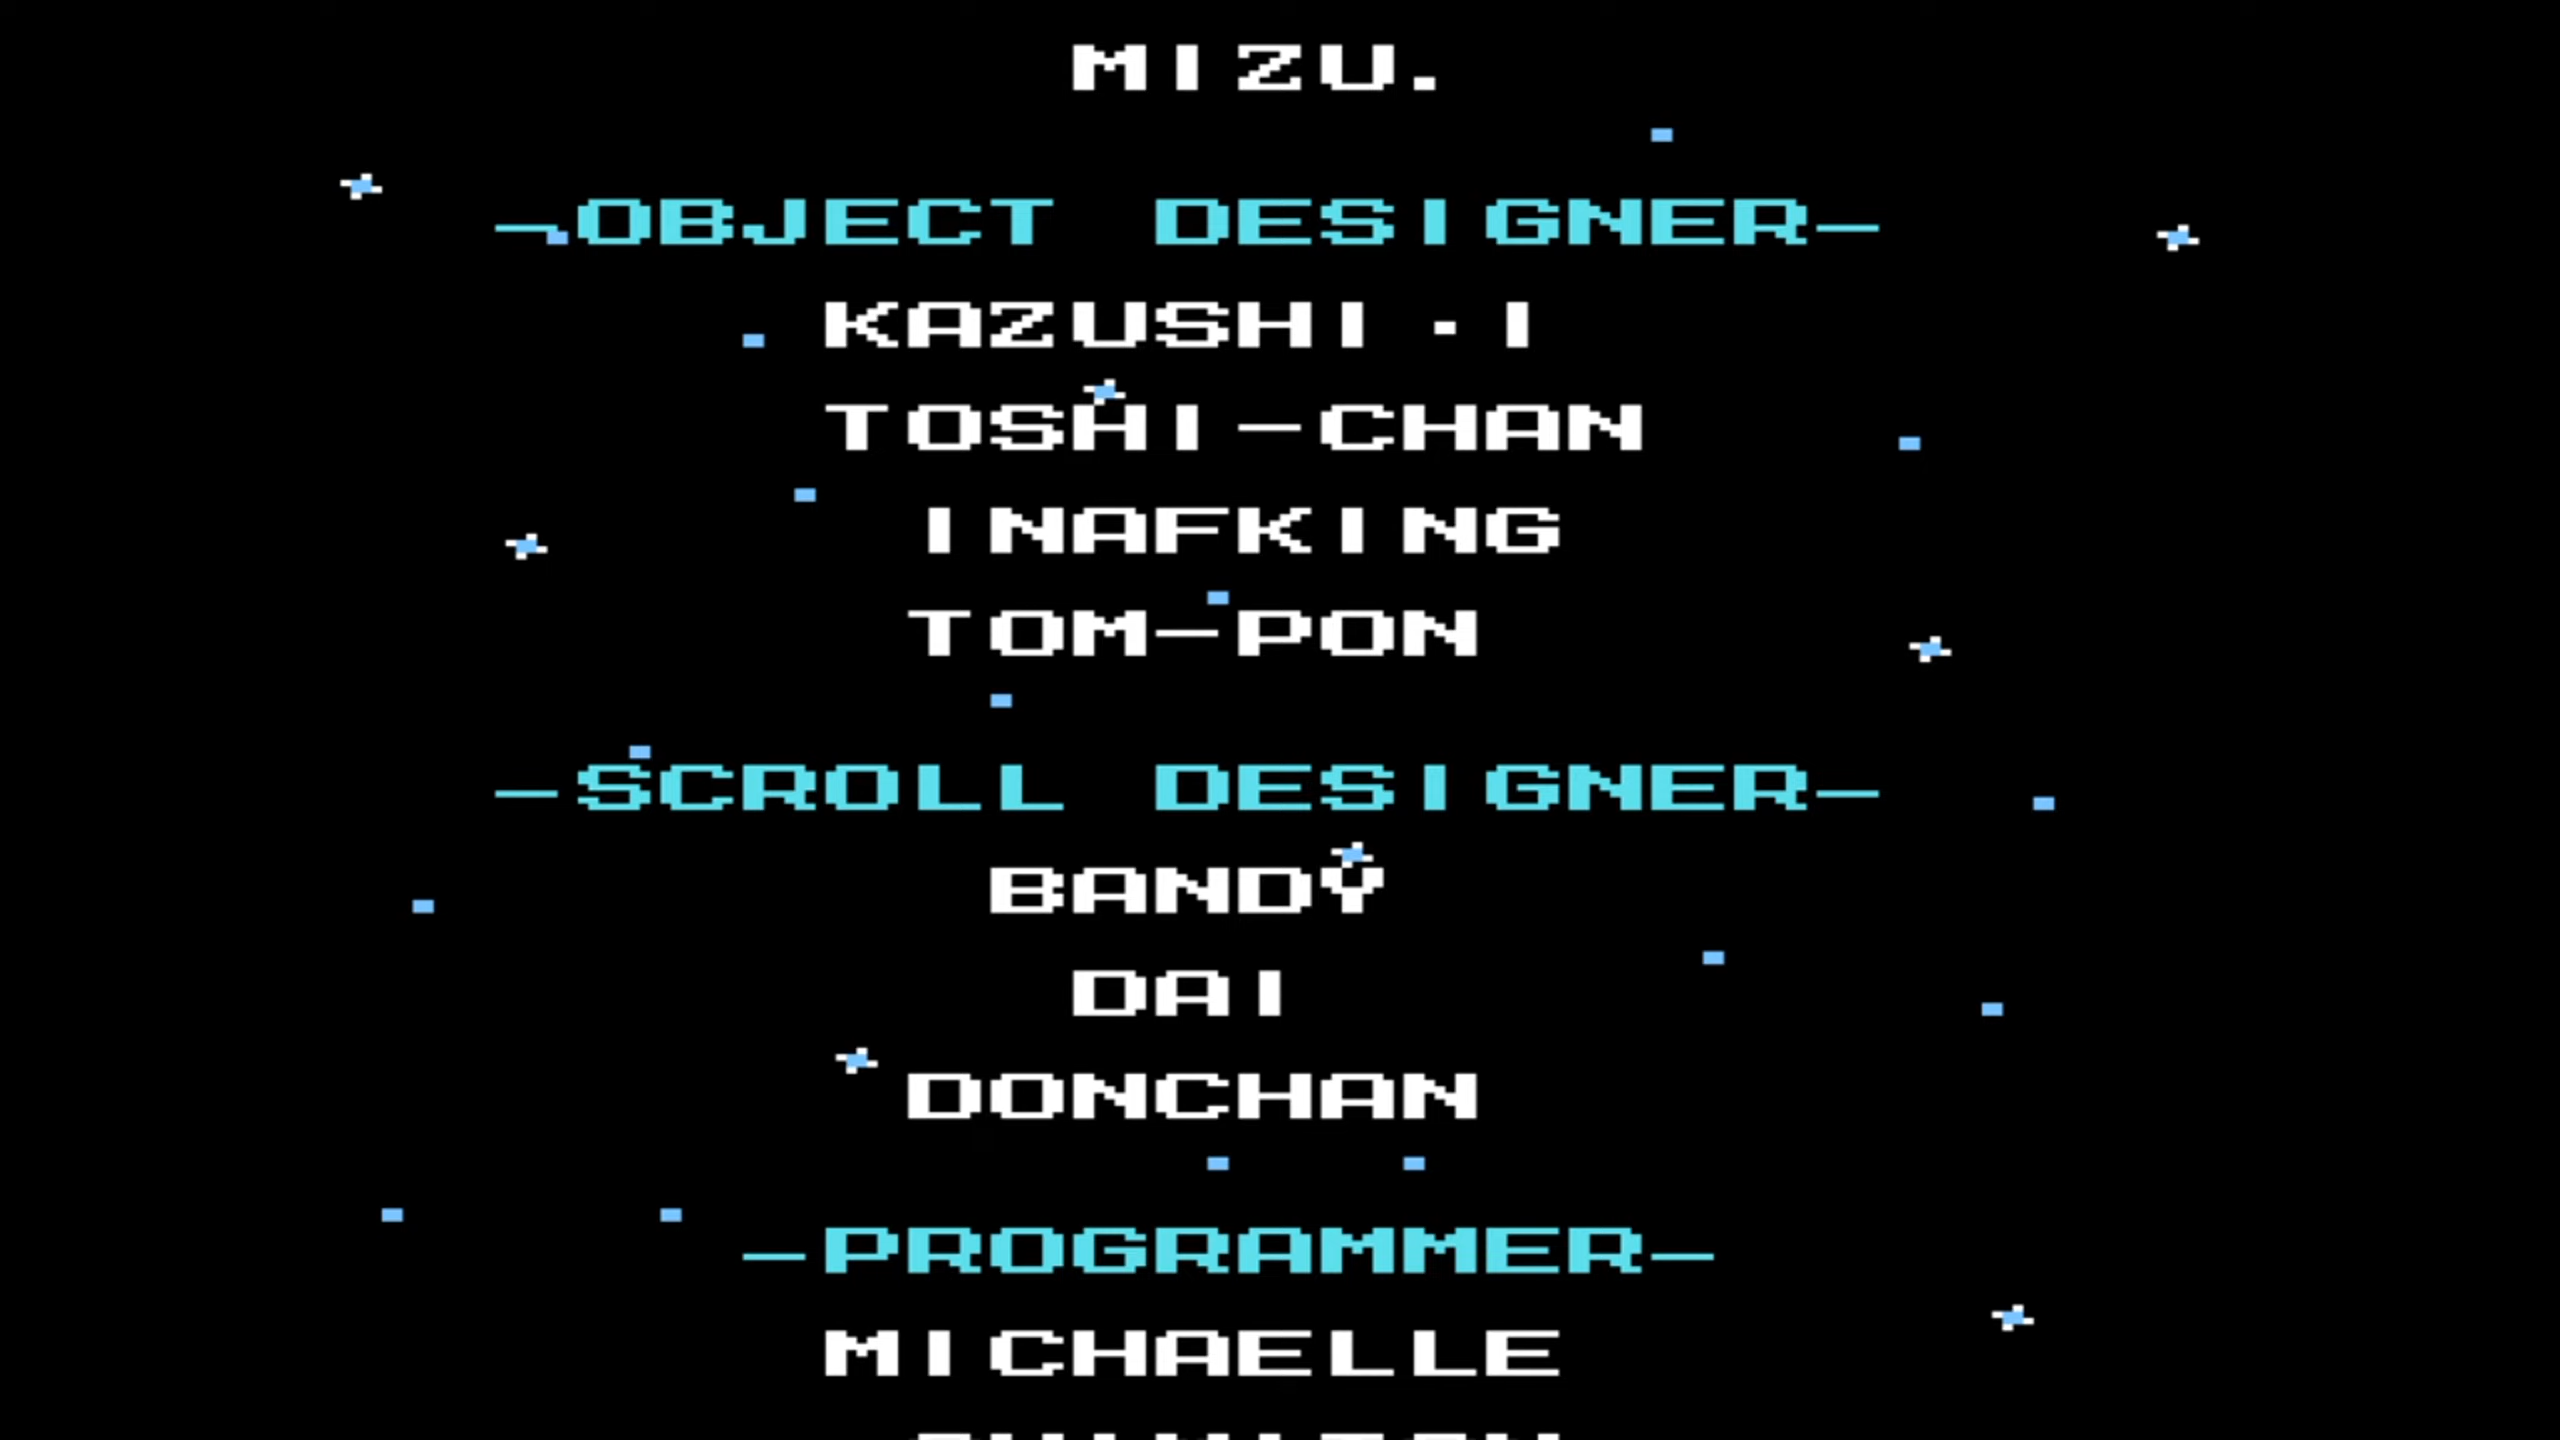 MIZU.
-OBJECT DESIGNER-
KAZUSHI・I
TOSHI-CHAN
INAFKING
TOM-PON
-SCROLL DESIGNER-
BANDY
DAI
DONCHAN
-PROGRAMMER-
MICHAELLE